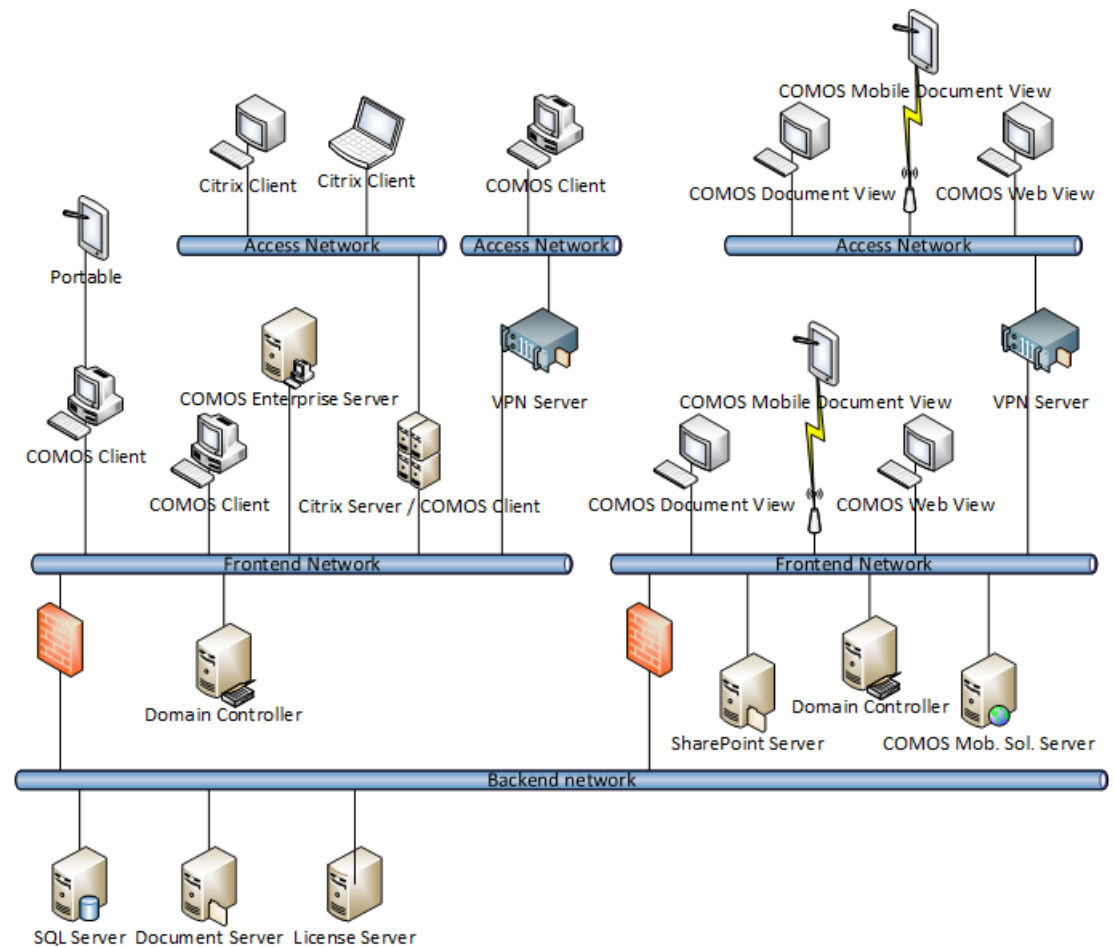 COMOS Mobile Document View
Citrix Client
Citrix Client
COMOS Client
COMOS Document View
COMOS Web View
Access Network
Access Network
Access Network
Portable
COMOS Enterprise Server
VPN Server
COMOS Mobile Document View
VPN Server
COMOS Client
COMOS Client
Citrix Server / COMOS Client
COMOS Document View
COMOS Web View
Frontend Network
Frontend Network
Domain Controller
Domain Controller
SharePoint Server
COMOS Mob. Sol. Server
Backend network
SQL Server
Document Server
License Server